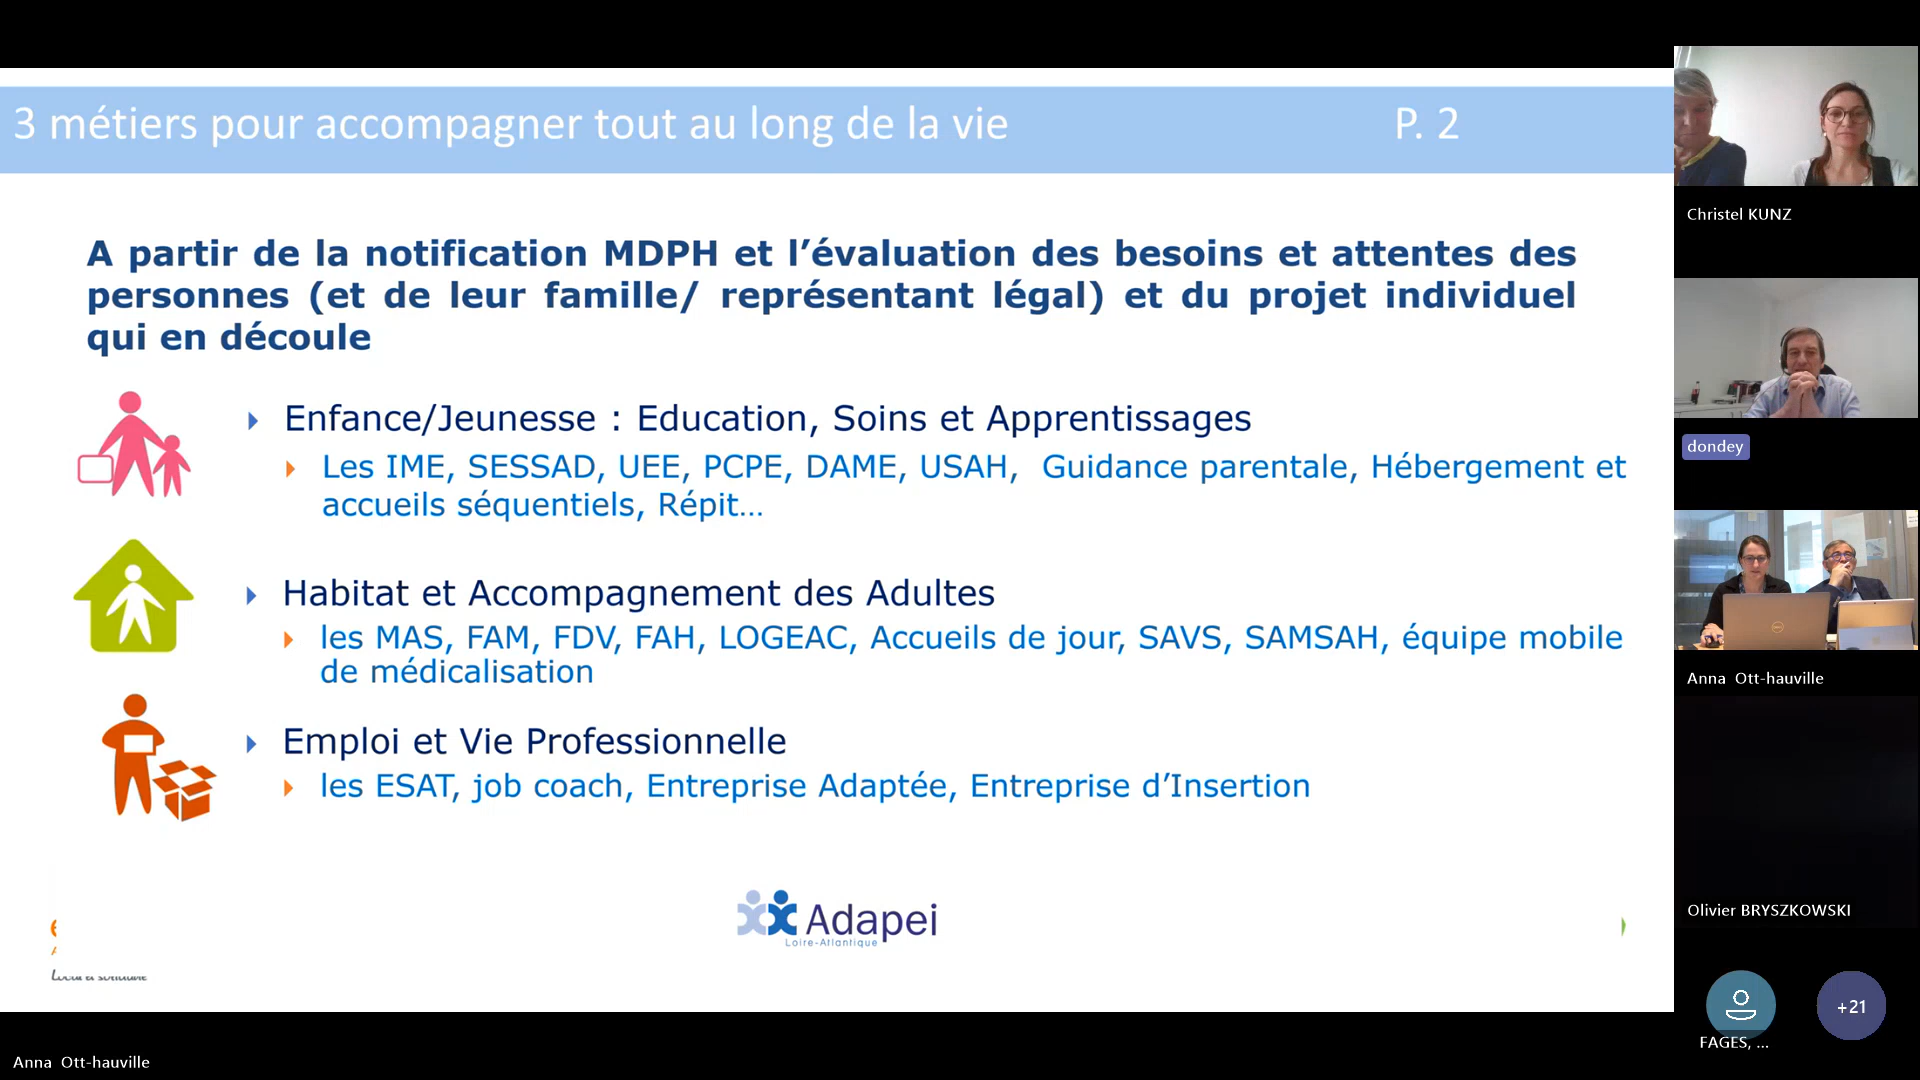 3 métiers pour accompagner tout au long de la vie P. 2
A partir de la notification MDPH et l’évaluation des besoins et attentes des
personnes (et de leur famille/ représentant légal) et du projet individuel
qui en découle
Enfance/Jeunesse : Education, Soins et Apprentissages
Les IME, SESSAD, UEE, PCPE, DAME, USAH, Guidance parentale, Hébergement et
accueils séquentiels, Répit…
Habitat et Accompagnement des Adultes
les MAS, FAM, FDV, FAH, LOGEAC, Accueils de jour, SAVS, SAMSAH, équipe mobile
de médicalisation
Emploi et Vie Professionnelle
les ESAT, job coach, Entreprise Adaptée, Entreprise d’Insertion
Adapei
Loire-Atlantique
Anna Ott-hauville
Christel KUNZ
dondey
Anna Ott-hauville
Olivier BRYSZKOWSKI
FAGES, ...
+21